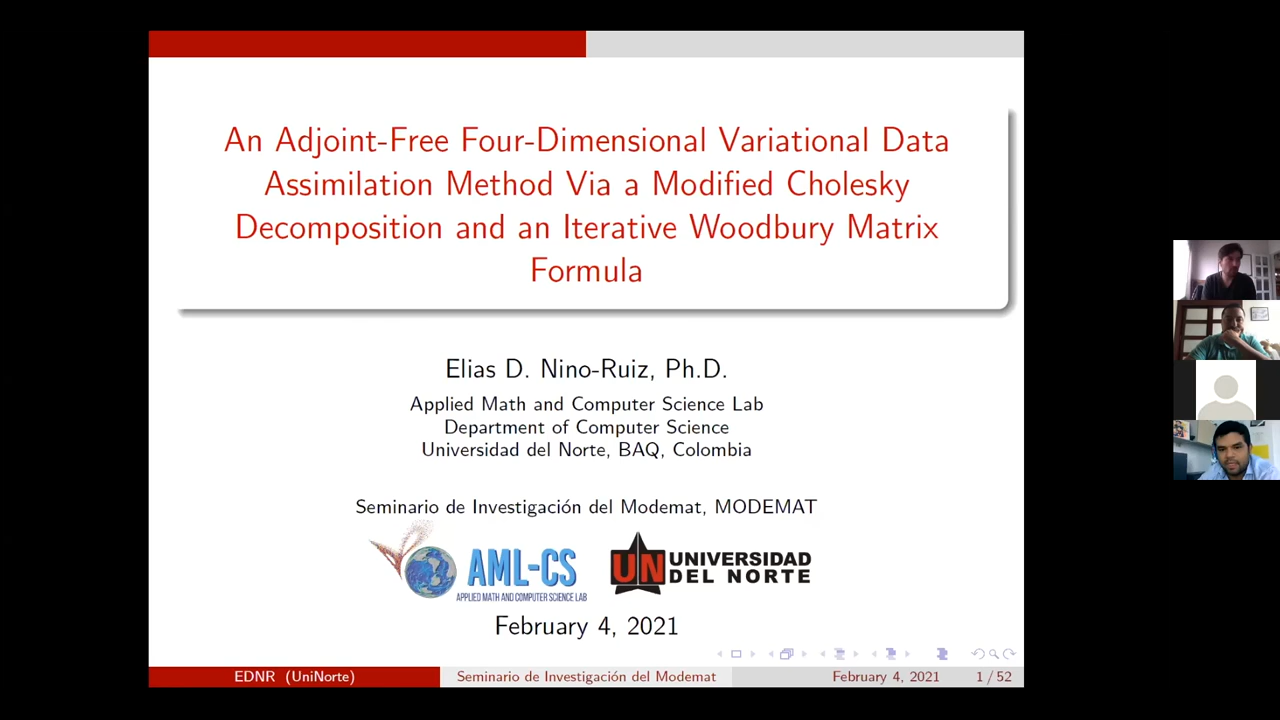 An Adjoint-Free Four-Dimensional Variational Data
Assimilation Method Via a Modified Cholesky
Decomposition and an Iterative Woodbury Matrix
Formula
Elias D. Nino-Ruiz, Ph.D.
Applied Math and Computer Science Lab
Department of Computer Science
Universidad del Norte, BAQ, Colombia
Seminario de Investigación del Modemat, MODEMAT
AML-CS
APPLIED MATH AND COMPUTER SCIENCE LAB
UN UNIVERSIDAD
DEL NORTE
February 4, 2021
EDNR (UniNorte) Seminario de Investigación del Modemat February 4, 2021 1 / 52